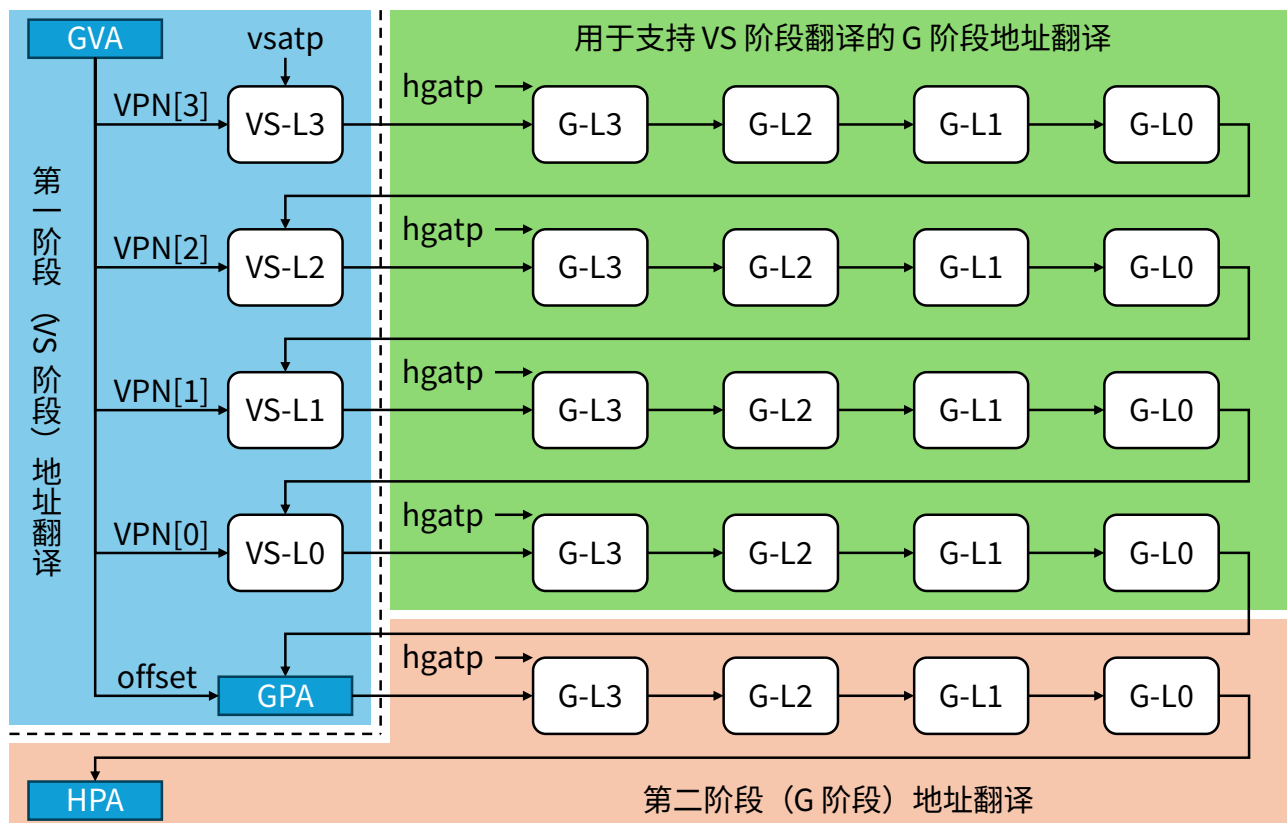 GVA
vsatp
用于支持 VS 阶段翻译的 G 阶段地址翻译
第一阶段（VS 阶段）地址翻译
VPN[3]
VS-L3
hgatp
G-L3
G-L2
G-L1
G-L0
VPN[2]
VS-L2
hgatp
G-L3
G-L2
G-L1
G-L0
VPN[1]
VS-L1
hgatp
G-L3
G-L2
G-L1
G-L0
VPN[0]
VS-L0
hgatp
G-L3
G-L2
G-L1
G-L0
offset
GPA
hgatp
G-L3
G-L2
G-L1
G-L0
HPA
第二阶段（G 阶段）地址翻译